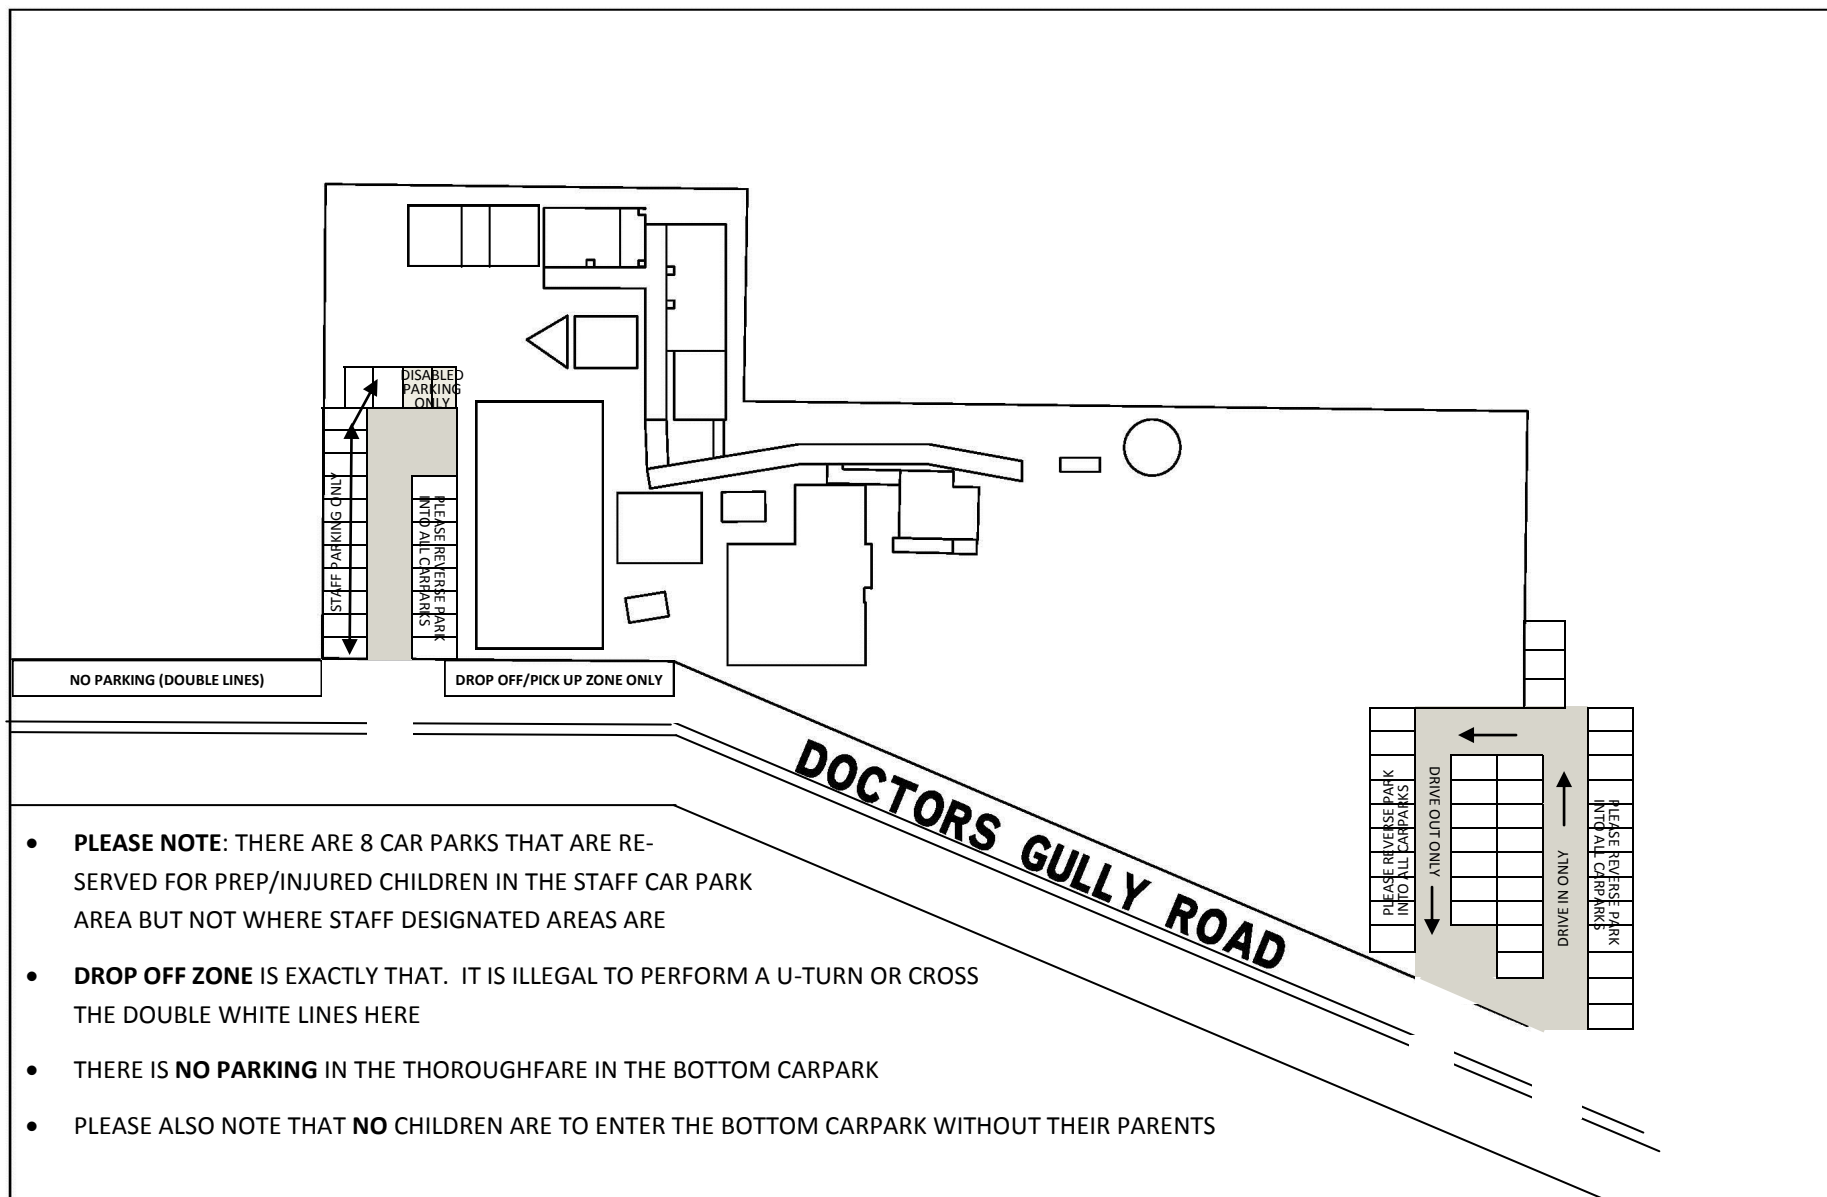 DISABLED
PARKING
ONLY
STAFF PARKING ONLY
PLEASE REVERSE PARK
INTO ALL CARPARKS
NO PARKING (DOUBLE LINES)
DROP OFF/PICK UP ZONE ONLY
DOCTORS GULLY ROAD
PLEASE REVERSE PARK
INTO ALL CARPARKS
DRIVE OUT ONLY
DRIVE IN ONLY
PLEASE REVERSE PARK
INTO ALL CARPARKS
• PLEASE NOTE: THERE ARE 8 CAR PARKS THAT ARE RE-
SERVED FOR PREP/INJURED CHILDREN IN THE STAFF CAR PARK
AREA BUT NOT WHERE STAFF DESIGNATED AREAS ARE
• DROP OFF ZONE IS EXACTLY THAT. IT IS ILLEGAL TO PERFORM A U-TURN OR CROSS
THE DOUBLE WHITE LINES HERE
• THERE IS NO PARKING IN THE THOROUGHFARE IN THE BOTTOM CARPARK
• PLEASE ALSO NOTE THAT NO CHILDREN ARE TO ENTER THE BOTTOM CARPARK WITHOUT THEIR PARENTS